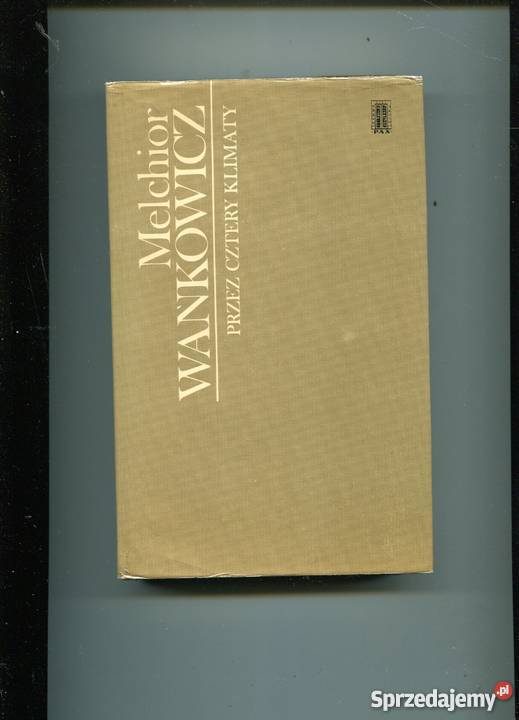 Melchior
WAŃKOWICZ
PRZEZ CZTERY KLIMATY
PAX
Sprzedajemy.pl